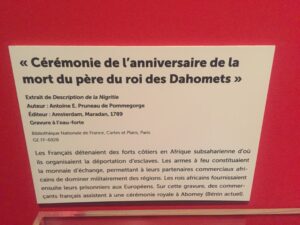 « Cérémonie de l'anniversaire de la
mort du père du roi des Dahomets »
Extrait de Description de la Nigritie
Auteur : Antoine E. Pruneau de Pommegorge
Éditeur : Amsterdam, Maradan, 1789
Gravure à l'eau-forte
Bibliothèque Nationale de France, Cartes et Plans, Paris
GE FF-6926
Les Français détenaient des forts côtiers en Afrique subsaharienne d'où
ils organisaient la déportation d'esclaves. Les armes à feu constituaient
la monnaie d'échange, permettant à leurs partenaires commerciaux afri-
cains de dominer militairement des régions. Les rois africains fournissaient
ensuite leurs prisonniers aux Européens. Sur cette gravure, des commer-
çants français assistent à une cérémonie royale à Abomey (Bénin actuel).